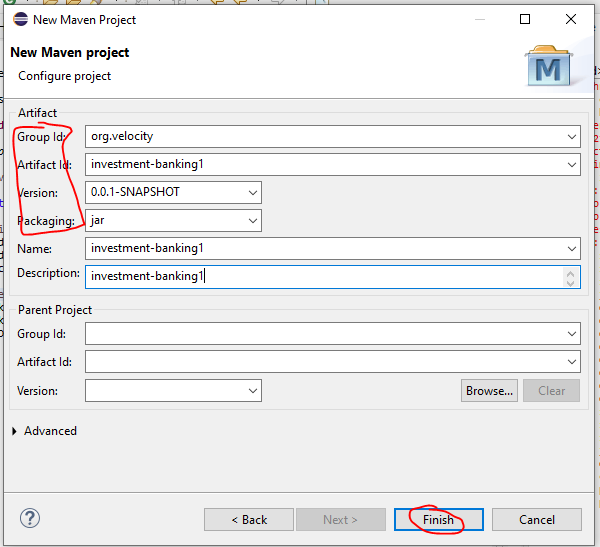 New Maven Project
New Maven project
Configure project
Artifact
Group Id: org.velocity
Artifact Id: investment-banking1
Version: 0.0.1-SNAPSHOT
Packaging: jar
Name: investment-banking1
Description: investment-banking1
Parent Project
Group Id:
Artifact Id:
Version:
Browse... Clear
Advanced
< Back Next > Finish Cancel